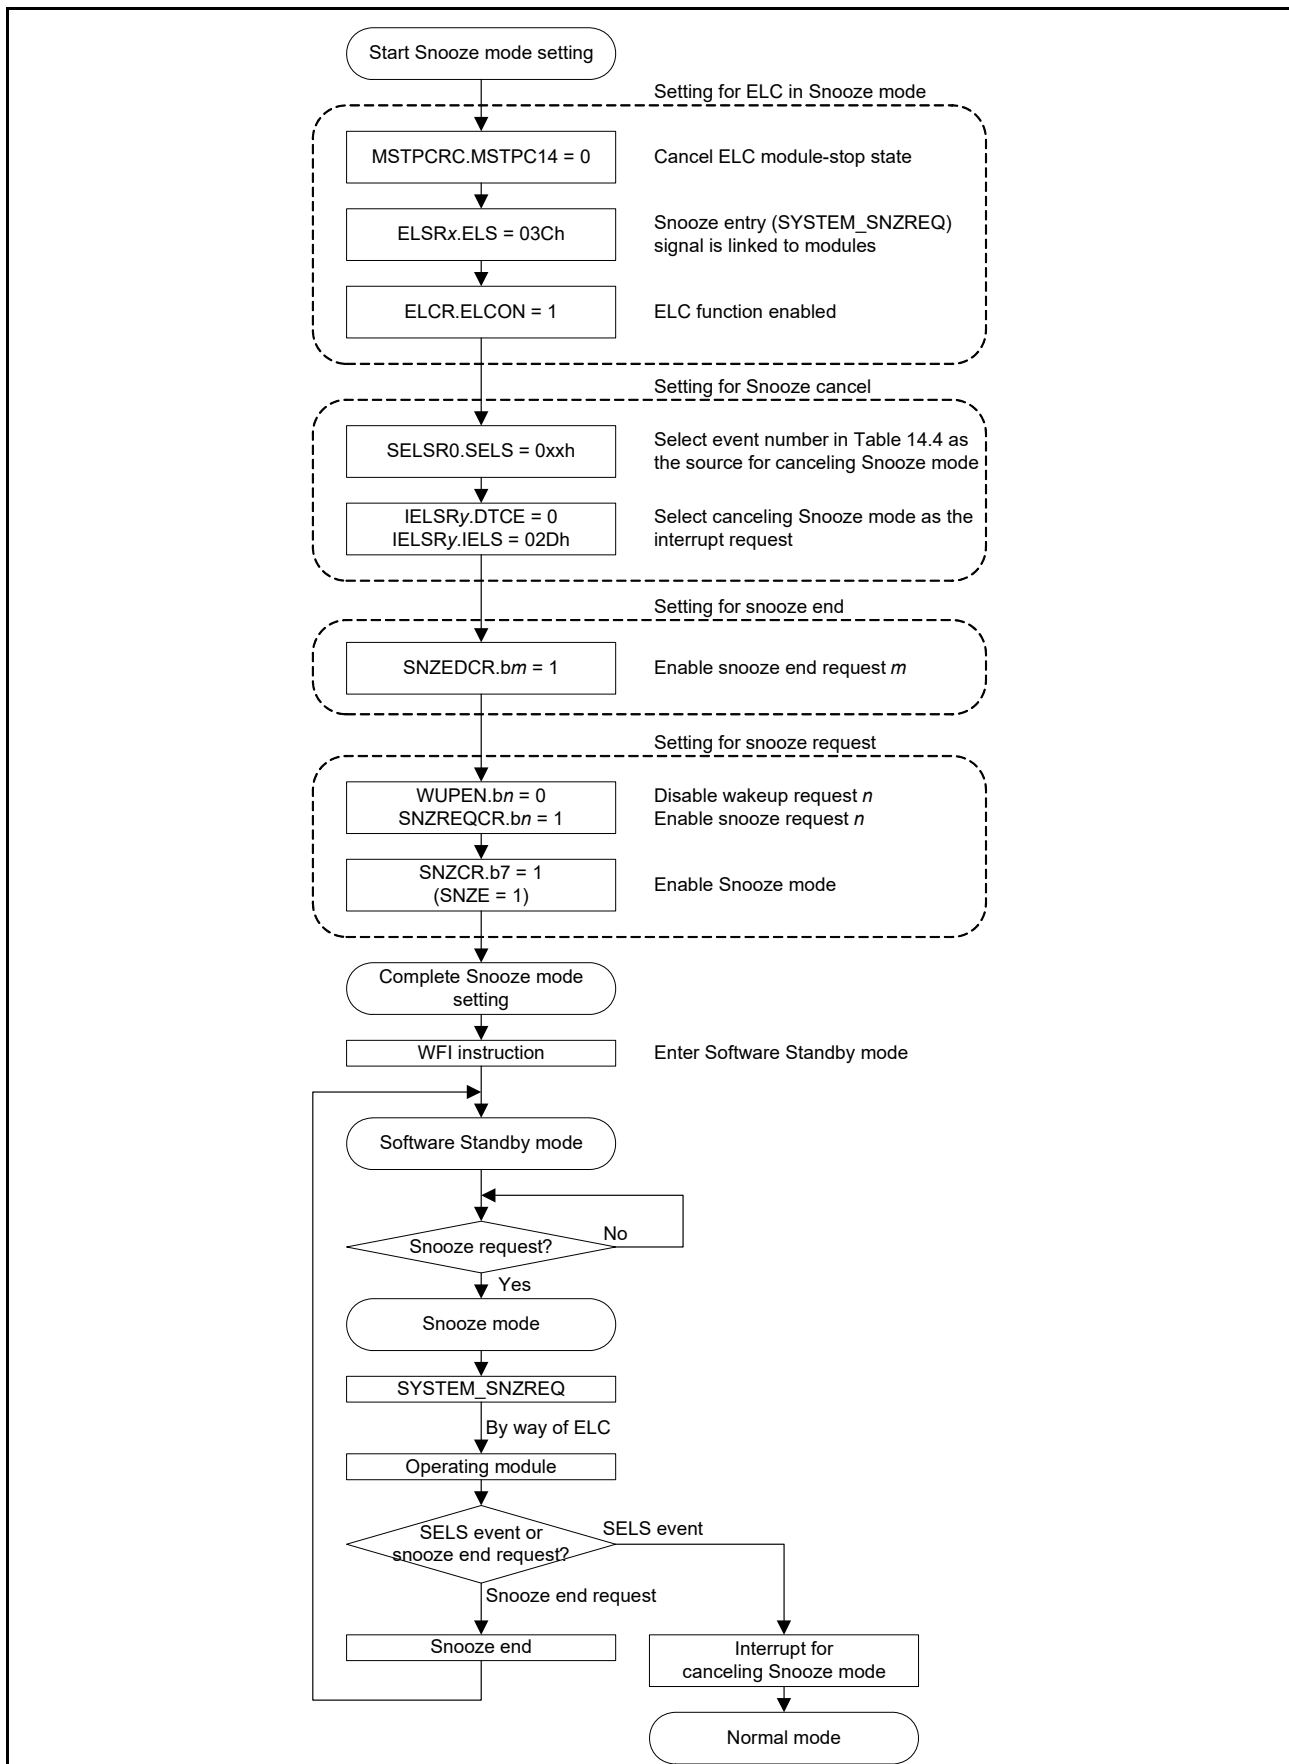 Start Snooze mode setting
Setting for ELC in Snooze mode
MSTPCRC.MSTPC14 = 0
Cancel ELC module-stop state
ELSRx.ELS = 03Ch
Snooze entry (SYSTEM_SNZREQ)
signal is linked to modules
ELCR.ELCON = 1
ELC function enabled
Setting for Snooze cancel
SELSR0.SELS = 0xxh
Select event number in Table 14.4 as
the source for canceling Snooze mode
IELSRy.DTCE = 0
IELSRy.IELS = 02Dh
Select canceling Snooze mode as the
interrupt request
Setting for snooze end
SNZEDCR.bm = 1
Enable snooze end request m
Setting for snooze request
WUPEN.bn = 0
SNZREQCR.bn = 1
Disable wakeup request n
Enable snooze request n
SNZCR.b7 = 1
(SNZE = 1)
Enable Snooze mode
Complete Snooze mode
setting
WFI instruction
Enter Software Standby mode
Software Standby mode
Snooze request?
No
Yes
Snooze mode
SYSTEM_SNZREQ
By way of ELC
Operating module
SELS event or
snooze end request?
SELS event
Snooze end request
Snooze end
Interrupt for
canceling Snooze mode
Normal mode